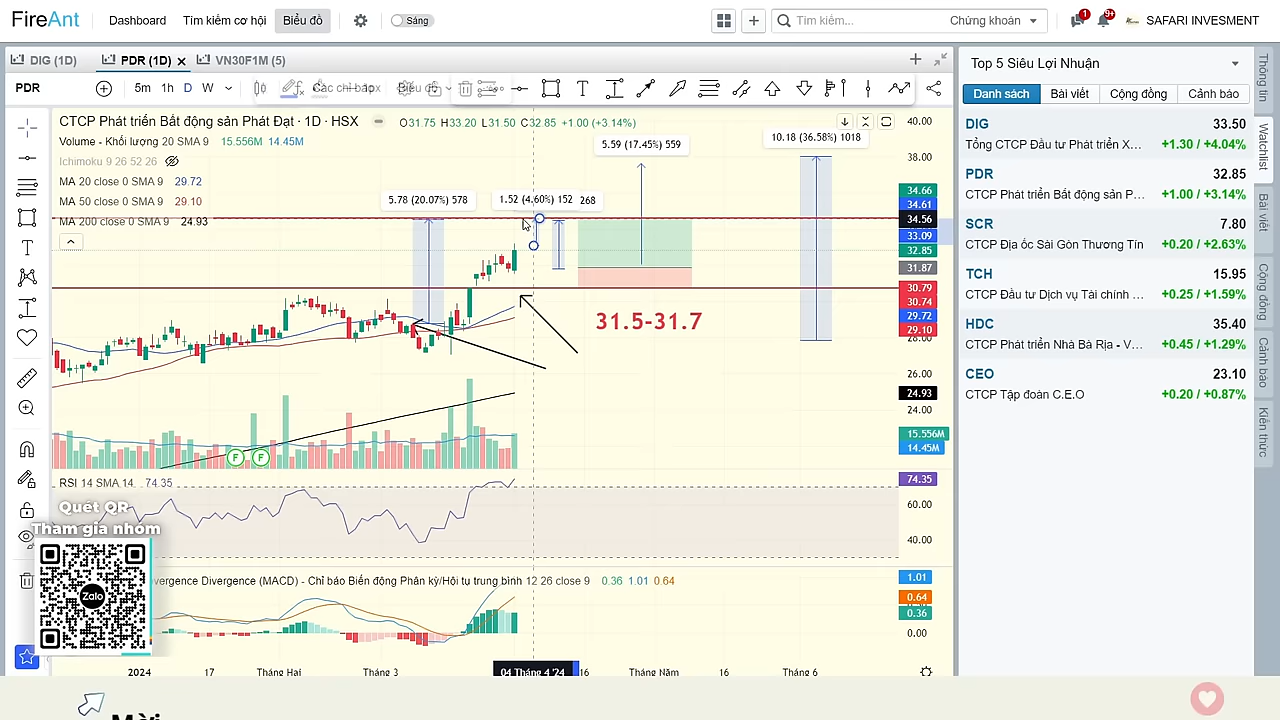 FireAnt Dashboard Tìm kiếm cơ hội Biểu đồ Sáng Tìm kiếm... Chứng khoán 1 9+ SAFARI INVESMENT
DIG (1D) PDR (1D) VN30F1M (5)
PDR 5m 1h D W Các chỉ báo Biểu đồ
CTCP Phát triển Bất động sản Phát Đạt · 1D · HSX O31.75 H33.20 L31.50 C32.85 +1.00 (+3.14%)
Volume - Khối lượng 20 SMA 9 15.556M 14.45M
Ichimoku 9 26 52 26
MA 20 close 0 SMA 9 29.72
MA 50 close 0 SMA 9 29.10
MA 200 close 0 SMA 9 24.93
5.78 (20.07%) 578
1.52 (4.60%) 152
268
5.59 (17.45%) 559
10.18 (36.58%) 1018
31.5-31.7
F F
40.00
38.00
34.66
34.61
34.56
33.09
32.85
31.87
30.79
30.74
29.72
29.10
28.00
26.00
24.93
24.00
15.556M
14.45M
RSI 14 SMA 14 74.35
74.35
60.00
40.00
Quét QR
Tham gia nhóm
Zalo
vergence Divergence (MACD) - Chỉ báo Biến động Phân kỳ/Hội tụ trung bình 12 26 close 9 0.36 1.01 0.64
1.01
0.64
0.36
0.00
2024 17 Tháng Hai Tháng 3 04 Tháng 4 '24 16 Tháng Năm 16 Tháng 6
Top 5 Siêu Lợi Nhuận
Danh sách Bài viết Cộng đồng Cảnh báo
DIG 33.50
Tổng CTCP Đầu tư Phát triển X... +1.30 / +4.04%
PDR 32.85
CTCP Phát triển Bất động sản P... +1.00 / +3.14%
SCR 7.80
CTCP Địa ốc Sài Gòn Thương Tín +0.20 / +2.63%
TCH 15.95
CTCP Đầu tư Dịch vụ Tài chính ... +0.25 / +1.59%
HDC 35.40
CTCP Phát triển Nhà Bà Rịa - V... +0.45 / +1.29%
CEO 23.10
CTCP Tập đoàn C.E.O +0.20 / +0.87%
Thông tin
Watchlist
Bài viết
Cộng đồng
Cảnh báo
Kiến thức
Mời